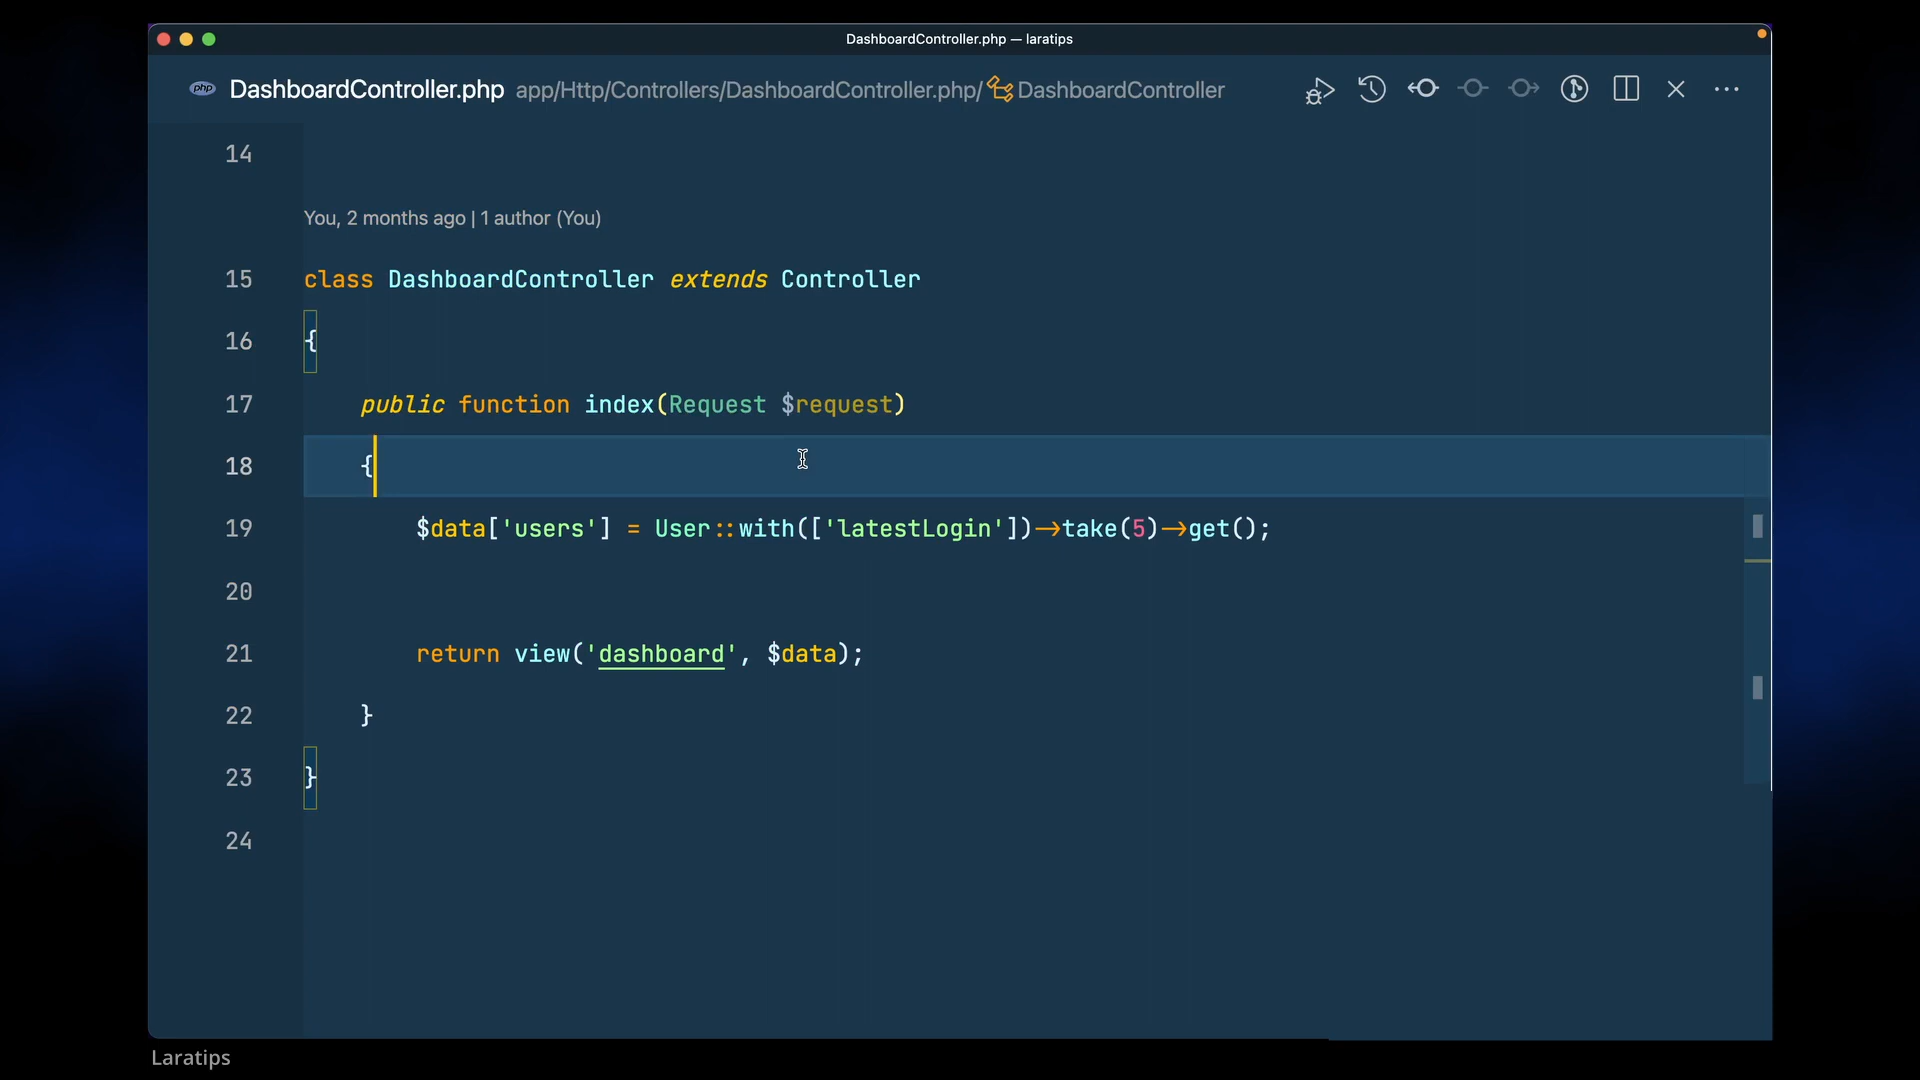 DashboardController.php — laratips
php DashboardController.php app/Http/Controllers/DashboardController.php/ DashboardController
14
You, 2 months ago | 1 author (You)
15 class DashboardController extends Controller
16 {
17 public function index(Request $request)
18 {
19 $data['users'] = User::with(['latestLogin'])->take(5)->get();
20
21 return view('dashboard', $data);
22 }
23 }
24
Laratips